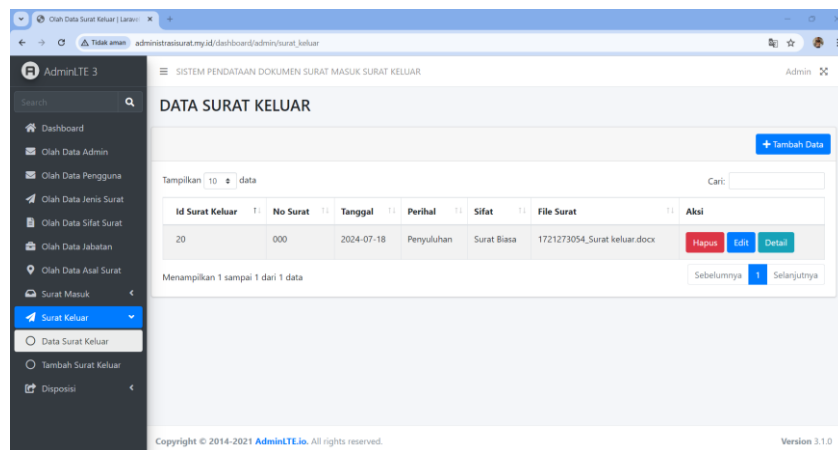 Olah Data Surat Keluar | Larave
Tidak aman administrasisurat.my.id/dashboard/admin/surat_keluar
AdminLTE 3
SISTEM PENDATAAN DOKUMEN SURAT MASUK SURAT KELUAR
Admin
Search
DATA SURAT KELUAR
Dashboard
Olah Data Admin
Olah Data Pengguna
Olah Data Jenis Surat
Olah Data Sifat Surat
Olah Data Jabatan
Olah Data Asal Surat
Surat Masuk
Surat Keluar
Data Surat Keluar
Tambah Surat Keluar
Disposisi
+ Tambah Data
Tampilkan 10 data
Cari:
Id Surat Keluar No Surat Tanggal Perihal Sifat File Surat Aksi
20 000 2024-07-18 Penyuluhan Surat Biasa 1721273054_Surat keluar.docx Hapus Edit Detail
Menampilkan 1 sampai 1 dari 1 data
Sebelumnya 1 Selanjutnya
Copyright © 2014-2021 AdminLTE.io. All rights reserved.
Version 3.1.0